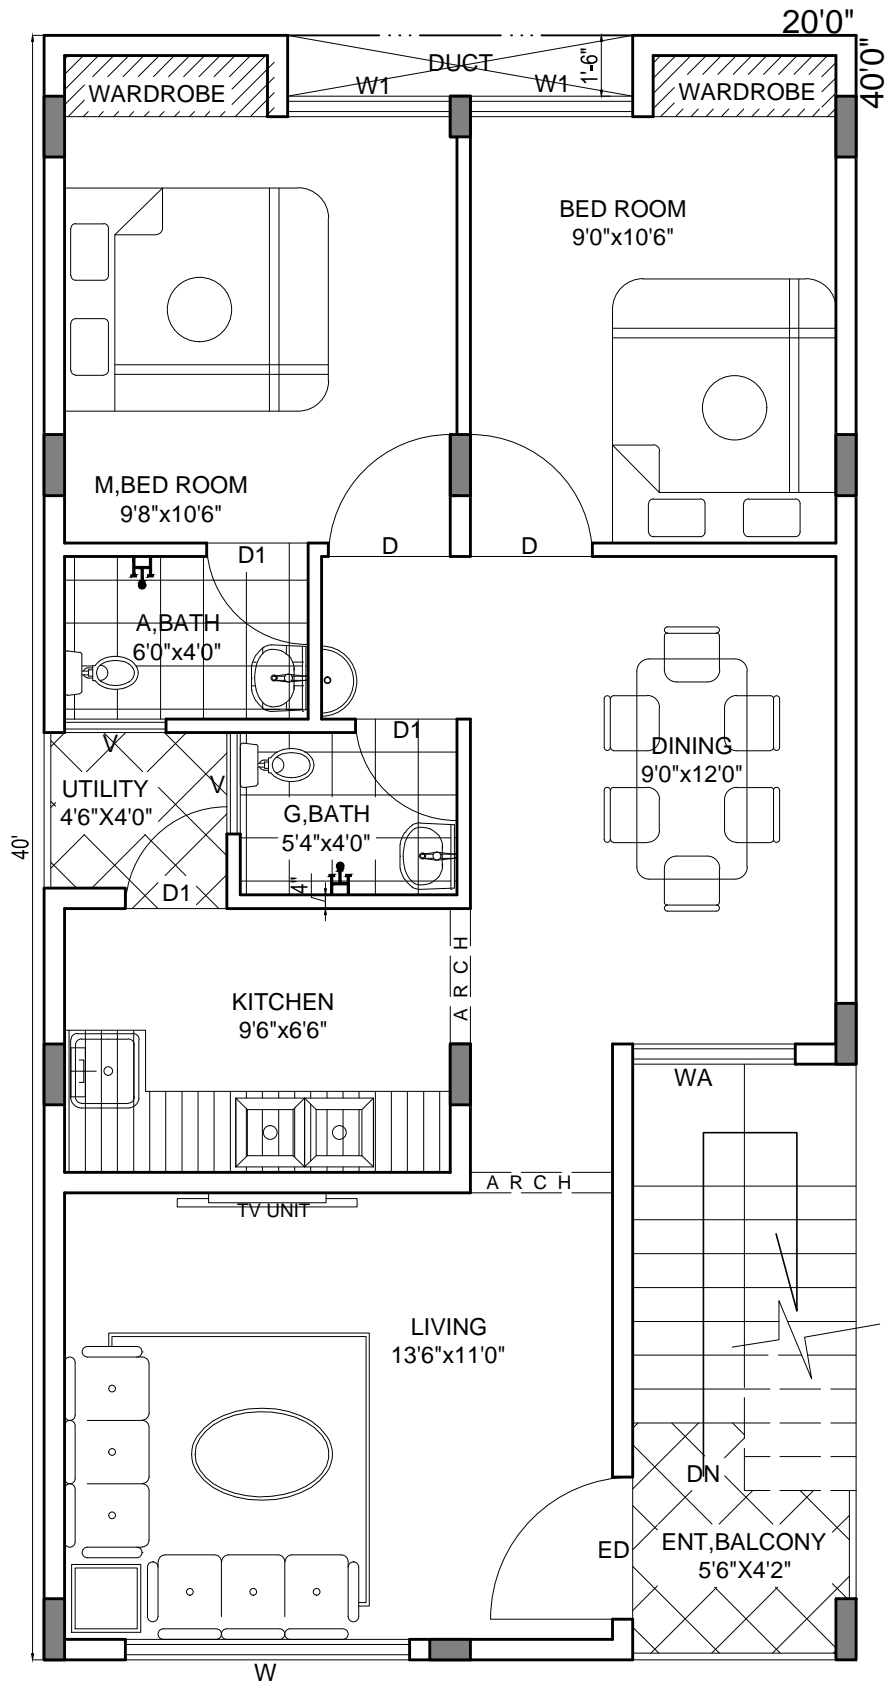 20'0"
40'0"
DUCT
1'-6"
W1
W1
WARDROBE
WARDROBE
BED ROOM
9'0"x10'6"
M,BED ROOM
9'8"x10'6"
D1
D
D
A,BATH
6'0"x4'0"
D1
V
V
UTILITY
4'6"X4'0"
G,BATH
5'4"x4'0"
DINING
9'0"x12'0"
40'
D1
4"
ARCH
KITCHEN
9'6"x6'6"
WA
ARCH
TV UNIT
LIVING
13'6"x11'0"
DN
ED
ENT,BALCONY
5'6"X4'2"
W